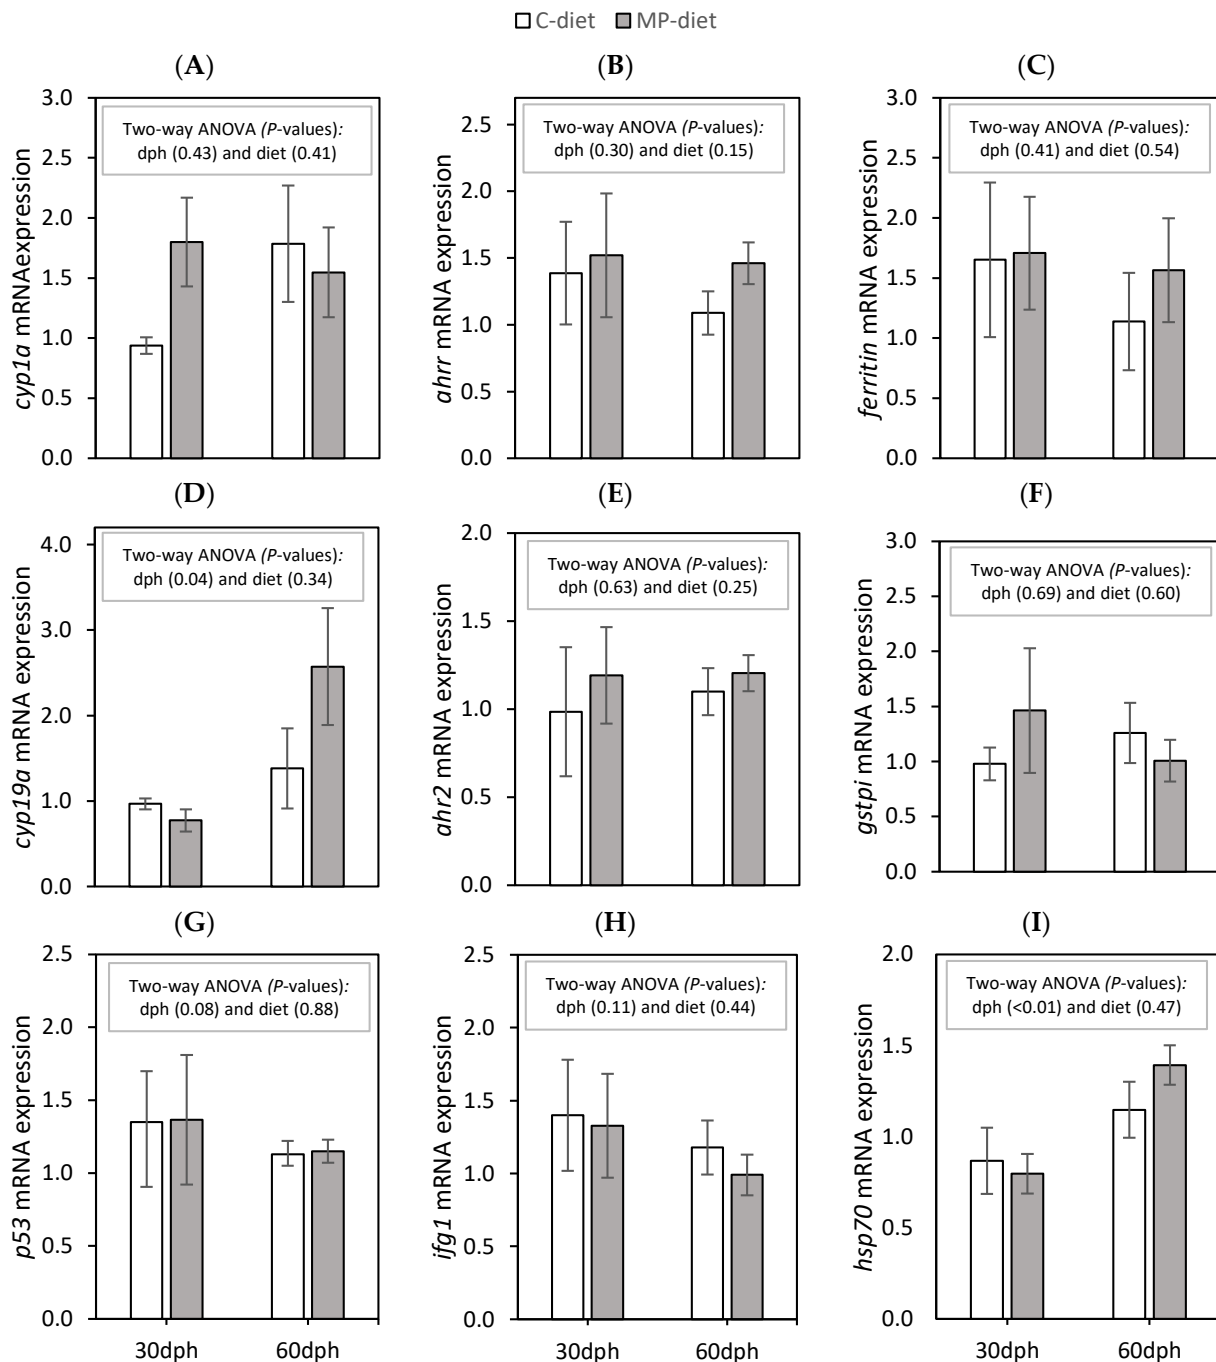 C-diet MP-diet
(A)
cyp1a mRNAexpression
3.0
2.5
2.0
1.5
1.0
0.5
0.0
Two-way ANOVA (P-values):
dph (0.43) and diet (0.41)
(B)
ahrr mRNA expression
2.5
2.0
1.5
1.0
0.5
0.0
Two-way ANOVA (P-values):
dph (0.30) and diet (0.15)
(C)
ferritin mRNA expression
3.0
2.5
2.0
1.5
1.0
0.5
0.0
Two-way ANOVA (P-values):
dph (0.41) and diet (0.54)
(D)
cyp19a mRNA expression
4.0
3.0
2.0
1.0
0.0
Two-way ANOVA (P-values):
dph (0.04) and diet (0.34)
(E)
ahr2 mRNA expression
2.0
1.5
1.0
0.5
0.0
Two-way ANOVA (P-values):
dph (0.63) and diet (0.25)
(F)
gstpi mRNA expression
3.0
2.5
2.0
1.5
1.0
0.5
0.0
Two-way ANOVA (P-values):
dph (0.69) and diet (0.60)
(G)
p53 mRNA expression
2.5
2.0
1.5
1.0
0.5
0.0
Two-way ANOVA (P-values):
dph (0.08) and diet (0.88)
30dph 60dph
(H)
ifg1 mRNA expression
2.5
2.0
1.5
1.0
0.5
0.0
Two-way ANOVA (P-values):
dph (0.11) and diet (0.44)
30dph 60dph
(I)
hsp70 mRNA expression
2.0
1.5
1.0
0.5
0.0
Two-way ANOVA (P-values):
dph (<0.01) and diet (0.47)
30dph 60dph